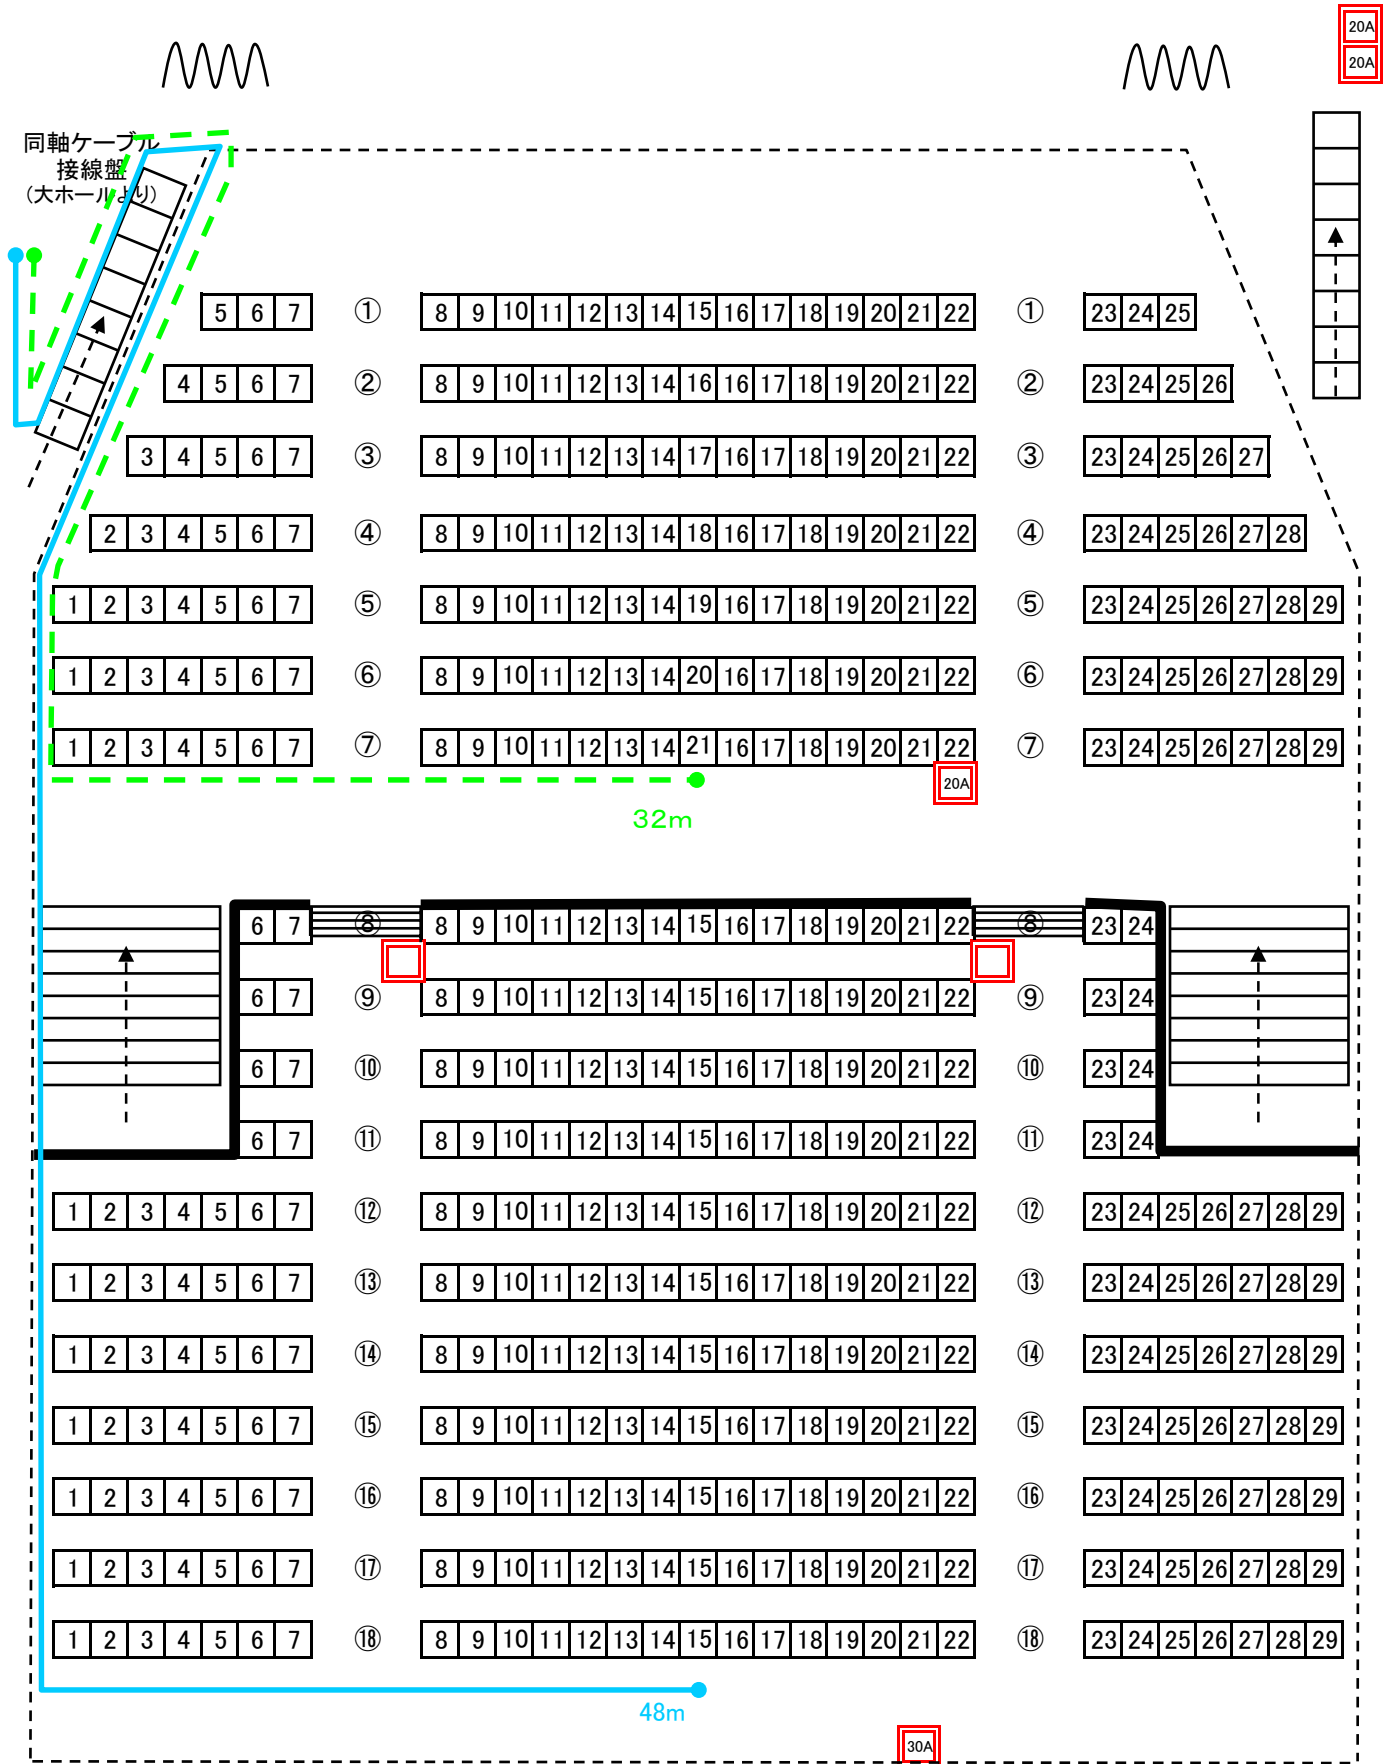 20A
20A
同軸ケーブル
接線盤
(大ホールより)
5 6 7 ① 8 9 10 11 12 13 14 15 16 17 18 19 20 21 22 ① 23 24 25
4 5 6 7 ② 8 9 10 11 12 13 14 16 16 17 18 19 20 21 22 ② 23 24 25 26
3 4 5 6 7 ③ 8 9 10 11 12 13 14 17 16 17 18 19 20 21 22 ③ 23 24 25 26 27
2 3 4 5 6 7 ④ 8 9 10 11 12 13 14 18 16 17 18 19 20 21 22 ④ 23 24 25 26 27 28
1 2 3 4 5 6 7 ⑤ 8 9 10 11 12 13 14 19 16 17 18 19 20 21 22 ⑤ 23 24 25 26 27 28 29
1 2 3 4 5 6 7 ⑥ 8 9 10 11 12 13 14 20 16 17 18 19 20 21 22 ⑥ 23 24 25 26 27 28 29
1 2 3 4 5 6 7 ⑦ 8 9 10 11 12 13 14 21 16 17 18 19 20 21 22 ⑦ 23 24 25 26 27 28 29
20A
32m
6 7 ⑧ 8 9 10 11 12 13 14 15 16 17 18 19 20 21 22 ⑧ 23 24
6 7 ⑨ 8 9 10 11 12 13 14 15 16 17 18 19 20 21 22 ⑨ 23 24
6 7 ⑩ 8 9 10 11 12 13 14 15 16 17 18 19 20 21 22 ⑩ 23 24
6 7 ⑪ 8 9 10 11 12 13 14 15 16 17 18 19 20 21 22 ⑪ 23 24
1 2 3 4 5 6 7 ⑫ 8 9 10 11 12 13 14 15 16 17 18 19 20 21 22 ⑫ 23 24 25 26 27 28 29
1 2 3 4 5 6 7 ⑬ 8 9 10 11 12 13 14 15 16 17 18 19 20 21 22 ⑬ 23 24 25 26 27 28 29
1 2 3 4 5 6 7 ⑭ 8 9 10 11 12 13 14 15 16 17 18 19 20 21 22 ⑭ 23 24 25 26 27 28 29
1 2 3 4 5 6 7 ⑮ 8 9 10 11 12 13 14 15 16 17 18 19 20 21 22 ⑮ 23 24 25 26 27 28 29
1 2 3 4 5 6 7 ⑯ 8 9 10 11 12 13 14 15 16 17 18 19 20 21 22 ⑯ 23 24 25 26 27 28 29
1 2 3 4 5 6 7 ⑰ 8 9 10 11 12 13 14 15 16 17 18 19 20 21 22 ⑰ 23 24 25 26 27 28 29
1 2 3 4 5 6 7 ⑱ 8 9 10 11 12 13 14 15 16 17 18 19 20 21 22 ⑱ 23 24 25 26 27 28 29
48m
30A